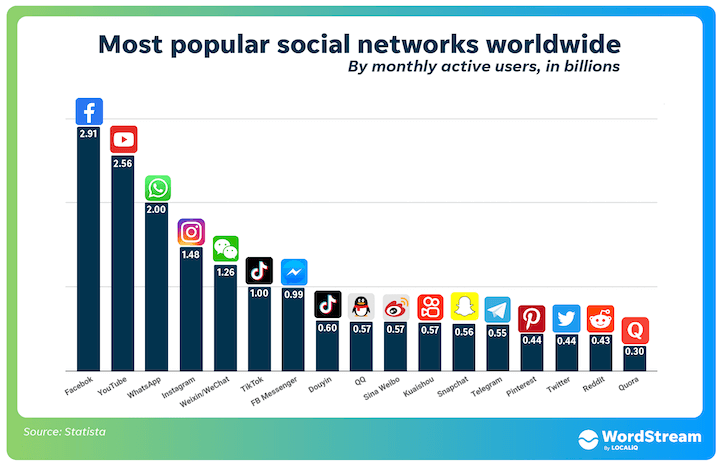 Most popular social networks worldwide
By monthly active users, in billions
2.91
2.56
2.00
1.48
1.26
1.00
0.99
0.60
0.57
0.57
0.57
0.56
0.55
0.44
0.44
0.43
0.30
Facebok
YouTube
WhatsApp
Instagram
Weixin/WeChat
TikTok
FB Messenger
Douyin
QQ
Sina Weibo
Kuaishou
Snapchat
Telegram
Pinterest
Twitter
Reddit
Quora
Source: Statista
WordStream
by LOCALiQ